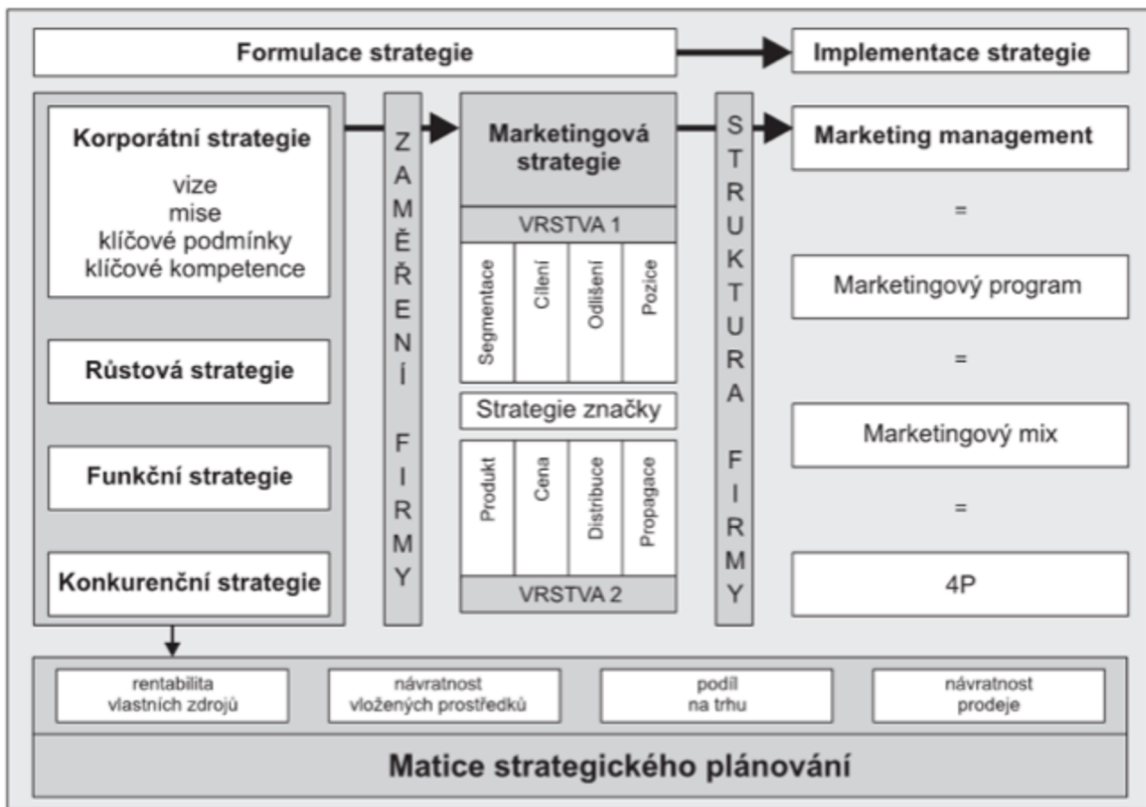 Formulace strategie
Implementace strategie
Korporátní strategie
vize
mise
klíčové podmínky
klíčové kompetence
Růstová strategie
Funkční strategie
Konkurenční strategie
ZAMĚŘENÍ FIRMY
Marketingová
strategie
VRSTVA 1
Segmentace
Cílení
Odlišení
Pozice
Strategie značky
Produkt
Cena
Distribuce
Propagace
VRSTVA 2
STRUKTURA FIRMY
Marketing management
=
Marketingový program
=
Marketingový mix
=
4P
rentabilita
vlastních zdrojů
návratnost
vložených prostředků
podíl
na trhu
návratnost
prodeje
Matice strategického plánování